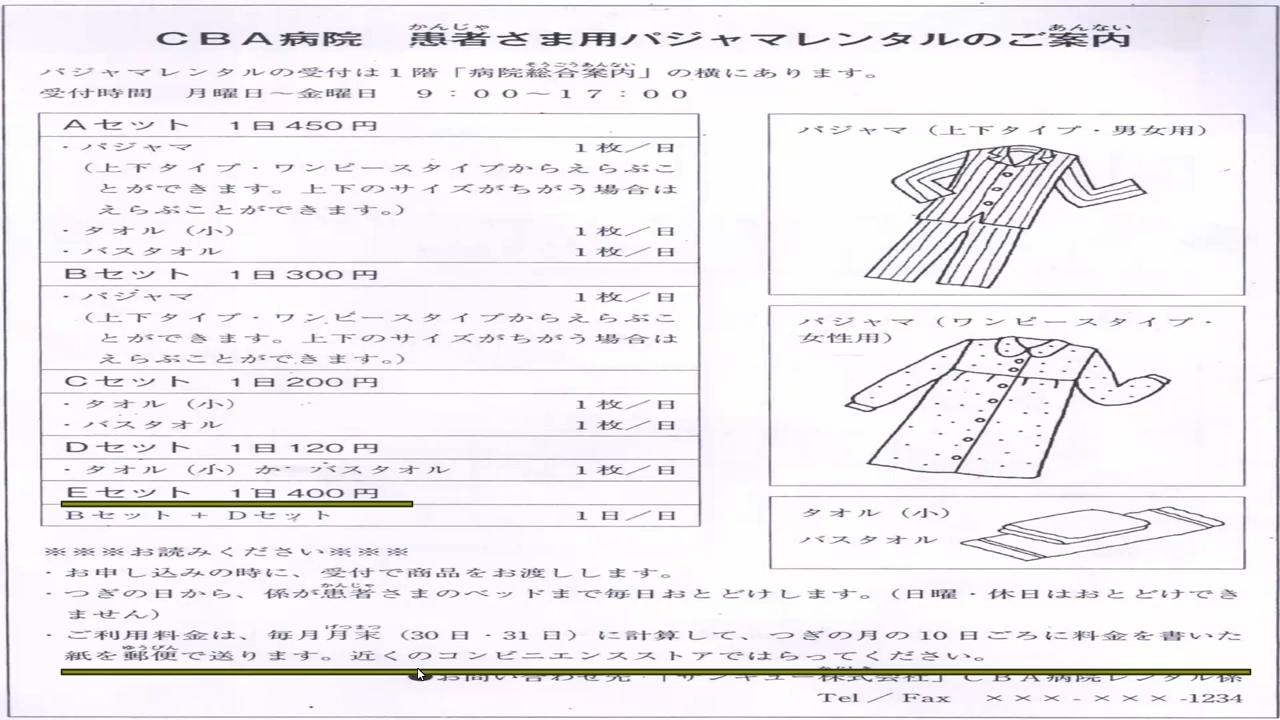 CBA病院 患者さま用パジャマレンタルのご案内
パジャマレンタルの受付は1階「病院総合案内」の横にあります。
受付時間 月曜日～金曜日 9：00～17：00
Aセット 1日450円
・パジャマ 1枚／日
（上下タイプ・ワンピースタイプからえらぶこ
とができます。上下のサイズがちがう場合は
えらぶことができます。）
・タオル（小） 1枚／日
・バスタオル 1枚／日
Bセット 1日300円
・パジャマ 1枚／日
（上下タイプ・ワンピースタイプからえらぶこ
とができます。上下のサイズがちがう場合は
えらぶことができます。）
Cセット 1日200円
・タオル（小） 1枚／日
・バスタオル 1枚／日
Dセット 1日120円
・タオル（小）か バスタオル 1枚／日
Eセット 1日400円
Bセット + Dセット 1日／日
パジャマ（上下タイプ・男女用）
パジャマ（ワンピースタイプ・
女性用）
タオル（小）
バスタオル
※※※お読みください※※※
・お申し込みの時に、受付で商品をお渡しします。
・つぎの日から、係が患者さまのベッドまで毎日おとどけします。（日曜・休日はおとどけでき
ません）
・ご利用料金は、毎月月末（30日・31日）に計算して、つぎの月の10日ごろに料金を書いた
紙を郵便で送ります。近くのコンビニエンスストアではらってください。
●お問い合わせ先・「サンキュー株式会社」CBA病院レンタル係
Tel／Fax ×××-×××-1234